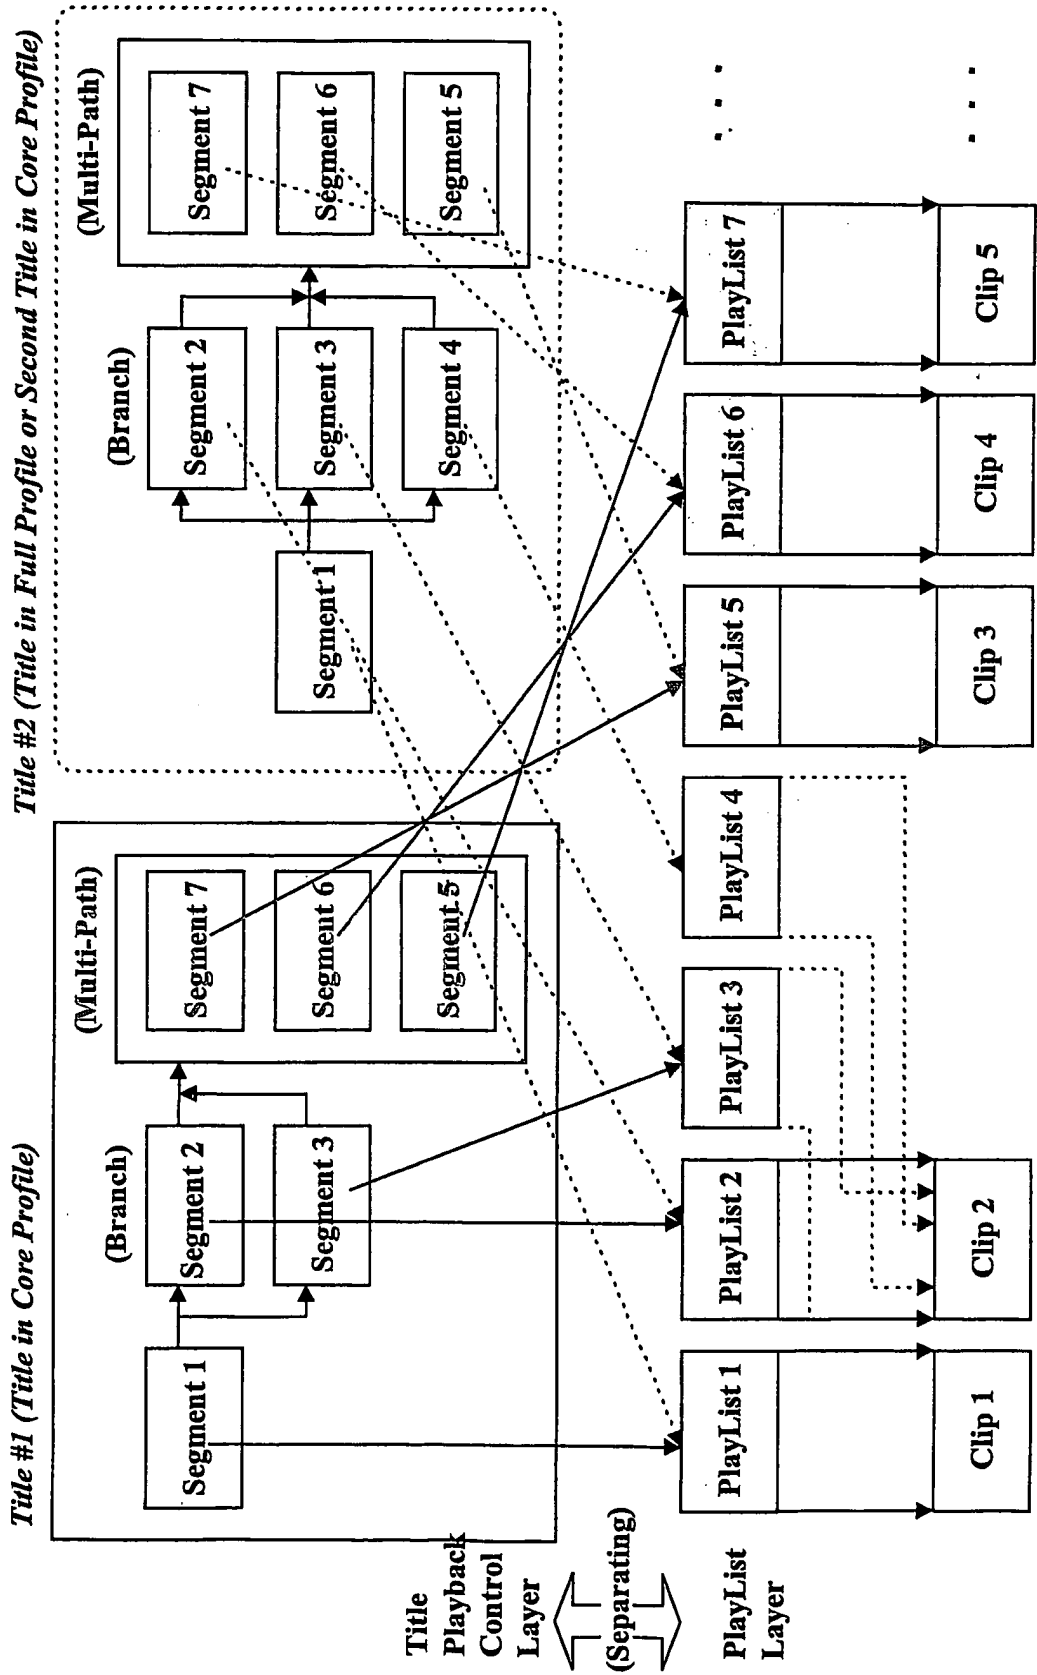 Title #1 (Title in Core Profile)
Title #2 (Title in Full Profile or Second Title in Core Profile)
(Branch)
(Multi-Path)
Segment 1
Segment 2
Segment 3
Segment 7
Segment 6
Segment 5
(Branch)
(Multi-Path)
Segment 1
Segment 2
Segment 3
Segment 4
Segment 7
Segment 6
Segment 5
Title
Playback
Control
Layer
(Separating)
PlayList
Layer
PlayList 1
PlayList 2
PlayList 3
PlayList 4
PlayList 5
PlayList 6
PlayList 7
. . .
Clip 1
Clip 2
Clip 3
Clip 4
Clip 5
. . .